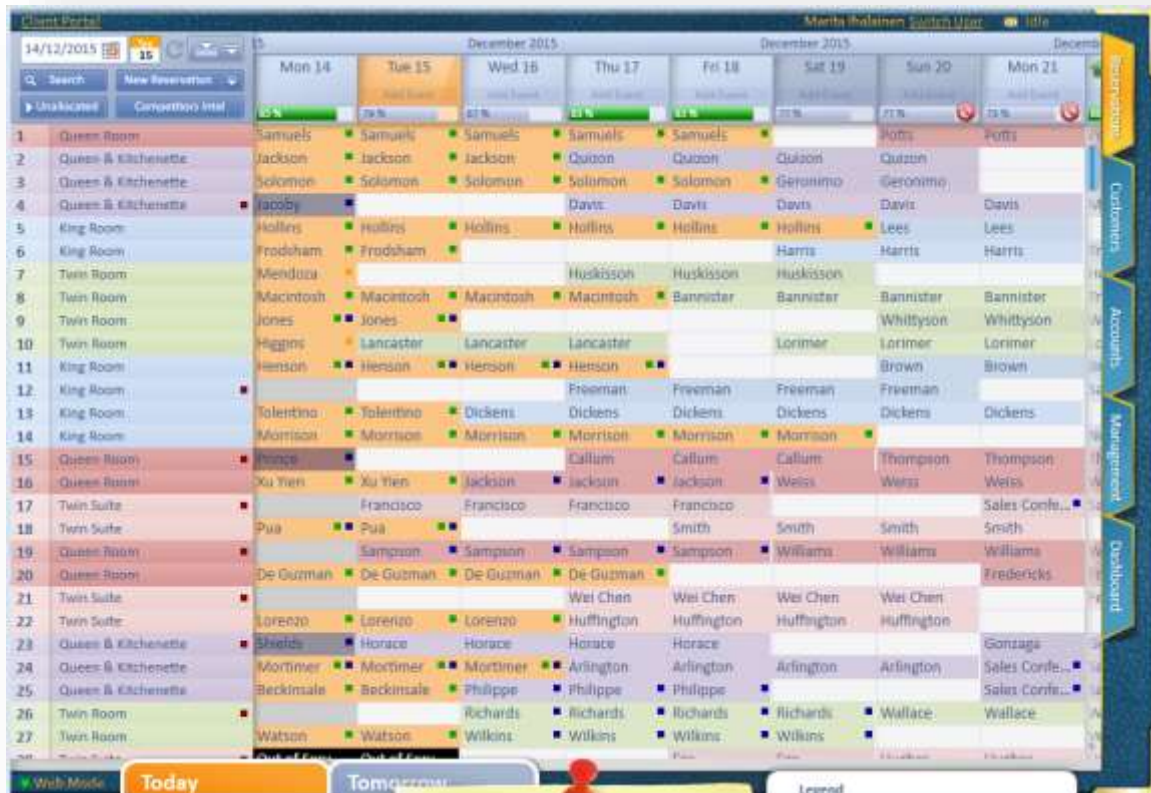 Client Portal Marita Ihalainen Switch User Idle
14/12/2015 15 15 December 2015 December 2015
Search New Reservation Mon 14 Tue 15 Wed 16 Thu 17 Fri 18 Sat 19 Sun 20 Mon 21
Unallocated Competitors Intel
1 Queen Room Samuels Samuels Samuels Samuels Samuels Potts Potts
2 Queen & Kitchenette Jackson Jackson Jackson Quizon Quizon Quizon Quizon
3 Queen & Kitchenette Solomon Solomon Solomon Solomon Solomon Geronimo Geronimo
4 Queen & Kitchenette Jacoby Davis Davis Davis Davis Davis
5 King Room Hollins Hollins Hollins Hollins Hollins Hollins Lees Lees
6 King Room Frodsham Frodsham Harris Harris Harris
7 Twin Room Mendoza Huskisson Huskisson Huskisson
8 Twin Room Macintosh Macintosh Macintosh Macintosh Bannister Bannister Bannister Bannister
9 Twin Room Jones Jones Whittyson Whittyson
10 Twin Room Higgins Lancaster Lancaster Lancaster Lorimer Lorimer Lorimer
11 King Room Henson Henson Henson Henson Brown Brown
12 King Room Freeman Freeman Freeman Freeman
13 King Room Tolentino Tolentino Dickens Dickens Dickens Dickens Dickens Dickens
14 King Room Morrison Morrison Morrison Morrison Morrison Morrison
15 Queen Room Prince Callum Callum Callum Thompson Thompson
16 Queen Room Xu Yien Xu Yien Jackson Jackson Jackson Weiss Weiss Weiss
17 Twin Suite Francisco Francisco Francisco Francisco Sales Confe...
18 Twin Suite Pua Pua Smith Smith Smith Smith
19 Queen Room Sampson Sampson Sampson Sampson Williams Williams Williams
20 Queen Room De Guzman De Guzman De Guzman De Guzman Fredericks
21 Twin Suite Wei Chen Wei Chen Wei Chen Wei Chen
22 Twin Suite Lorenzo Lorenzo Lorenzo Huffington Huffington Huffington Huffington
23 Queen & Kitchenette Shields Horace Horace Horace Horace Gonzaga
24 Queen & Kitchenette Mortimer Mortimer Mortimer Arlington Arlington Arlington Arlington Sales Confe...
25 Queen & Kitchenette Beckinsale Beckinsale Philippe Philippe Philippe Sales Confe...
26 Twin Room Richards Richards Richards Richards Wallace Wallace
27 Twin Room Watson Watson Wilkins Wilkins Wilkins Wilkins
Web Mode Today Tomorrow Legend
Reservations
Customers
Accounts
Management
Dashboard